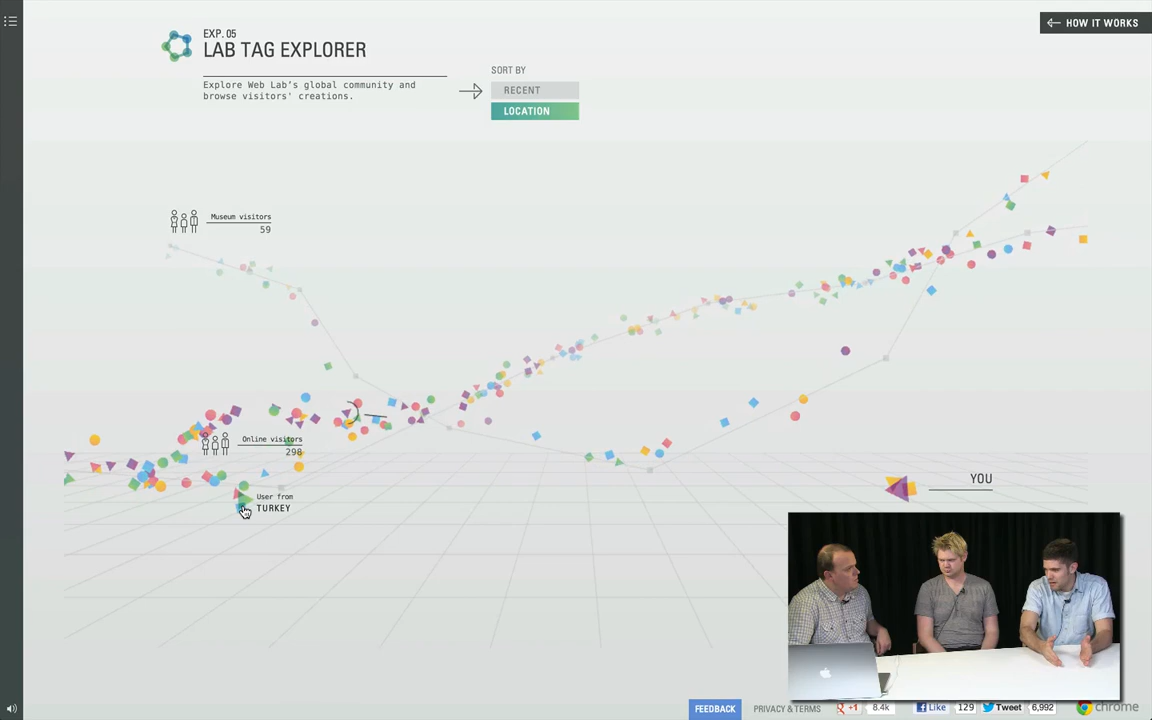 HOW IT WORKS
EXP. 05
LAB TAG EXPLORER
Explore Web Lab's global community and
browse visitors' creations.
SORT BY
RECENT
LOCATION
Museum visitors
59
Online visitors
298
User from
TURKEY
YOU
FEEDBACK
PRIVACY & TERMS
g +1
8.4k
Like
129
Tweet
6,992
chrome